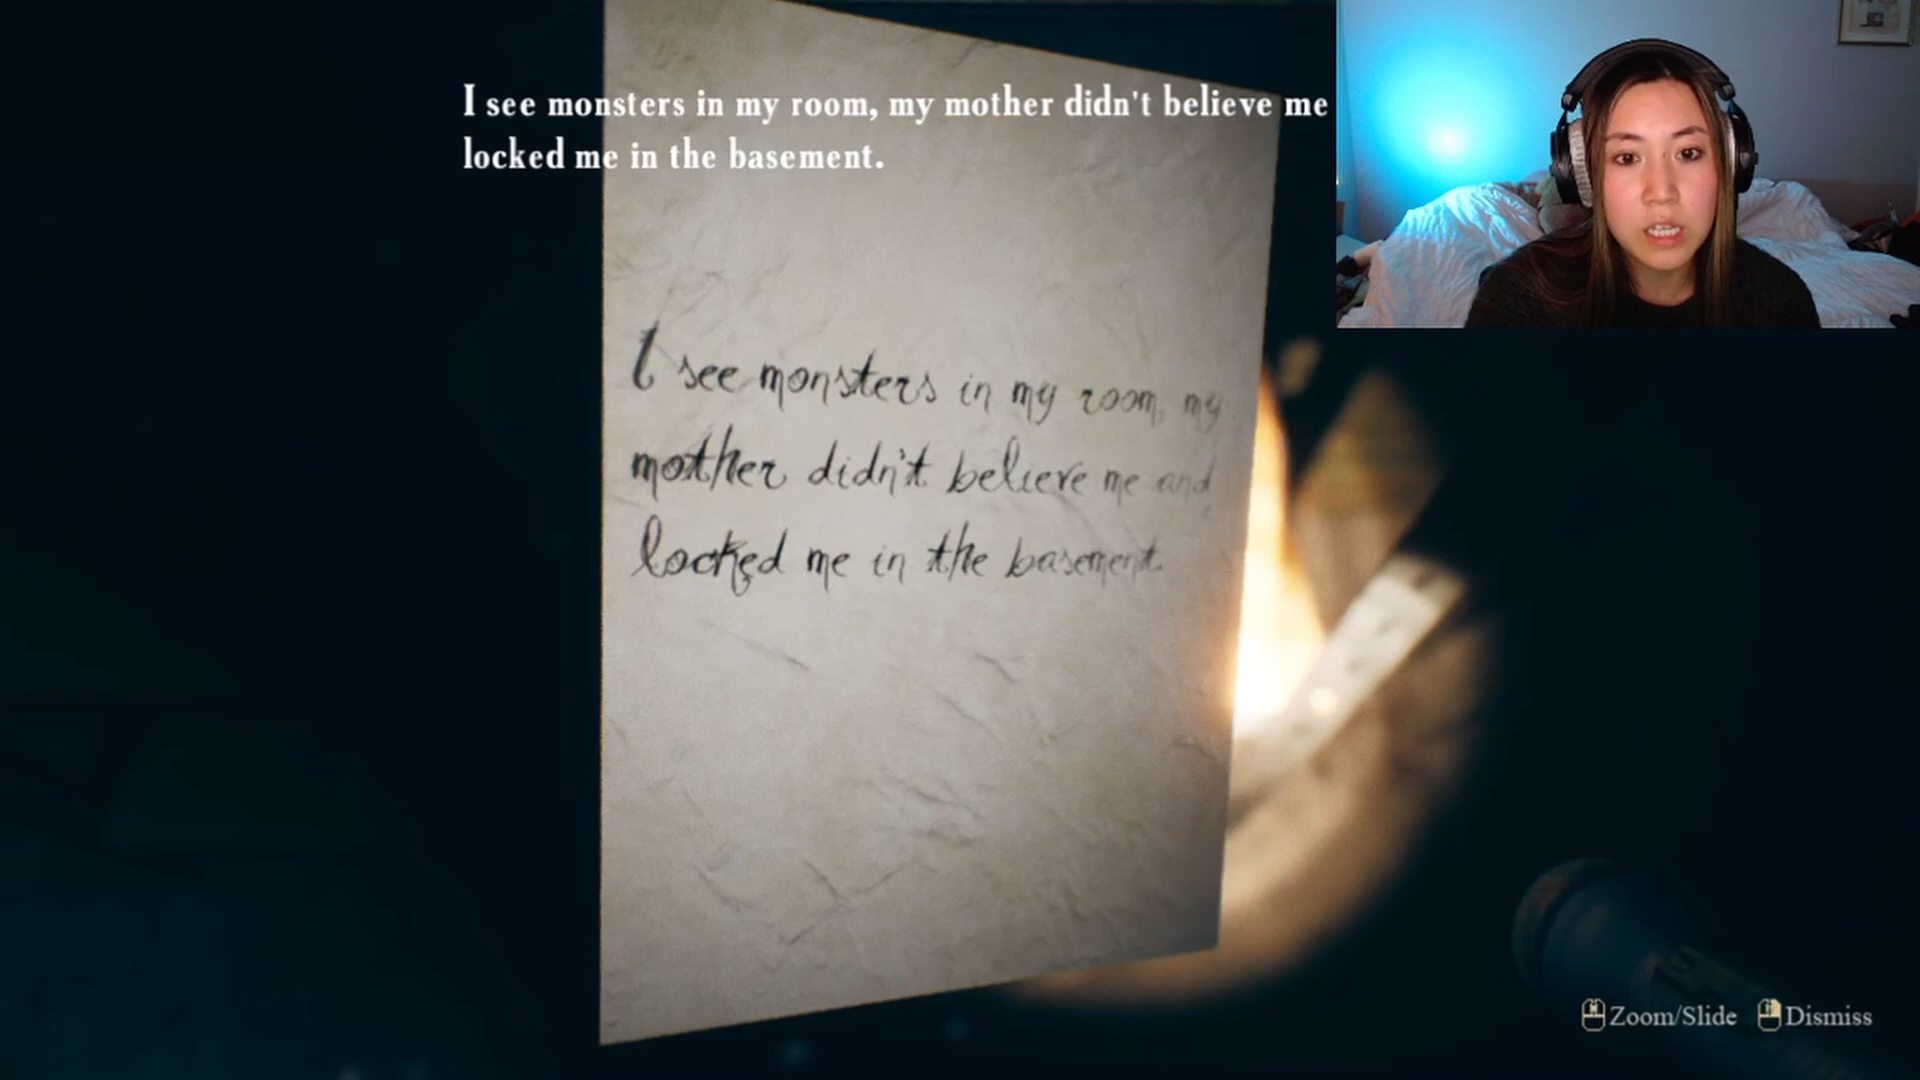 I see monsters in my room, my mother didn't believe me
locked me in the basement.
I see monsters in my room, my
mother didn't believe me and
locked me in the basement.
Zoom/Slide Dismiss